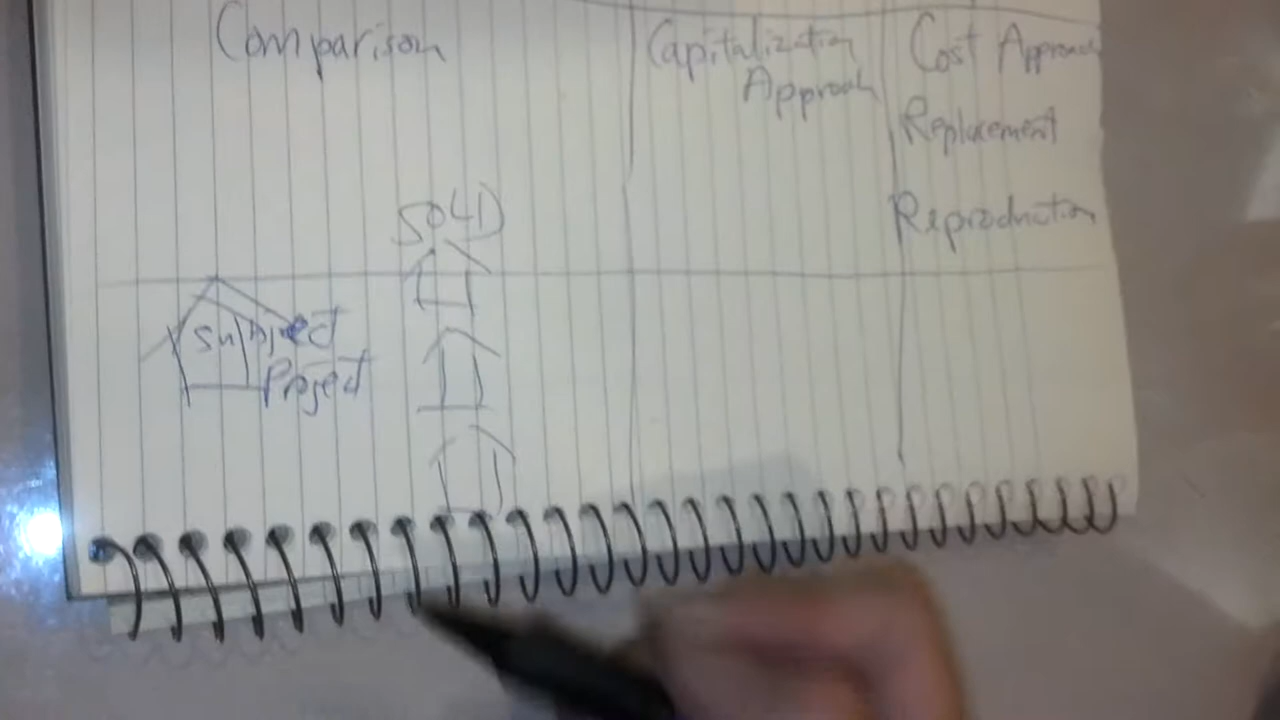 Comparison
Capitalization
Approach
Cost Approach
Replacement
Reproduction
SOLD
Subject
Project